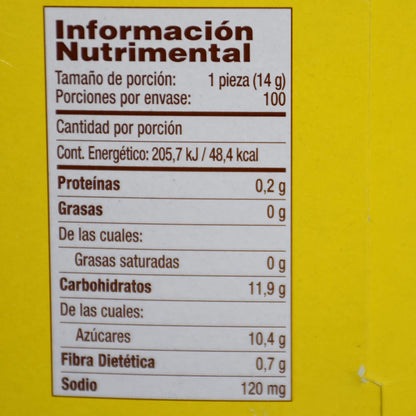 Información
Nutrimental
Tamaño de porción: 1 pieza (14 g)
Porciones por envase: 100
Cantidad por porción
Cont. Energético: 205,7 kJ / 48,4 kcal
Proteínas 0,2 g
Grasas 0 g
De las cuales:
Grasas saturadas 0 g
Carbohidratos 11,9 g
De las cuales:
Azúcares 10,4 g
Fibra Dietética 0,7 g
Sodio 120 mg